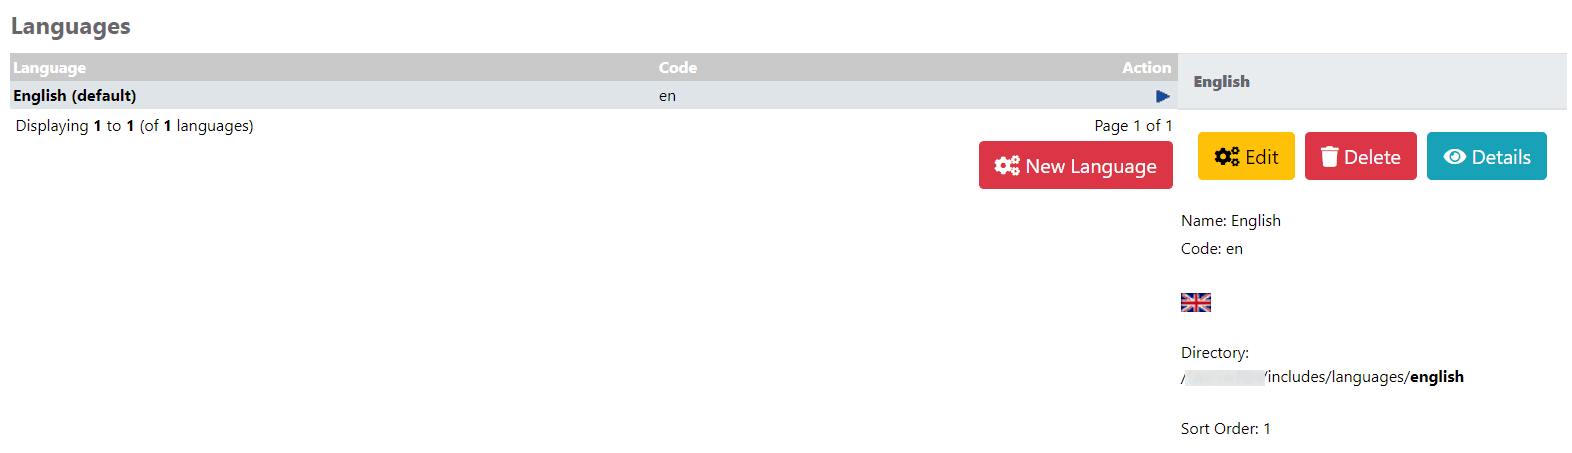 Languages
Language Code Action
English (default) en
Displaying 1 to 1 (of 1 languages) Page 1 of 1
New Language
English
Edit Delete Details
Name: English
Code: en
Directory:
/ /includes/languages/english
Sort Order: 1